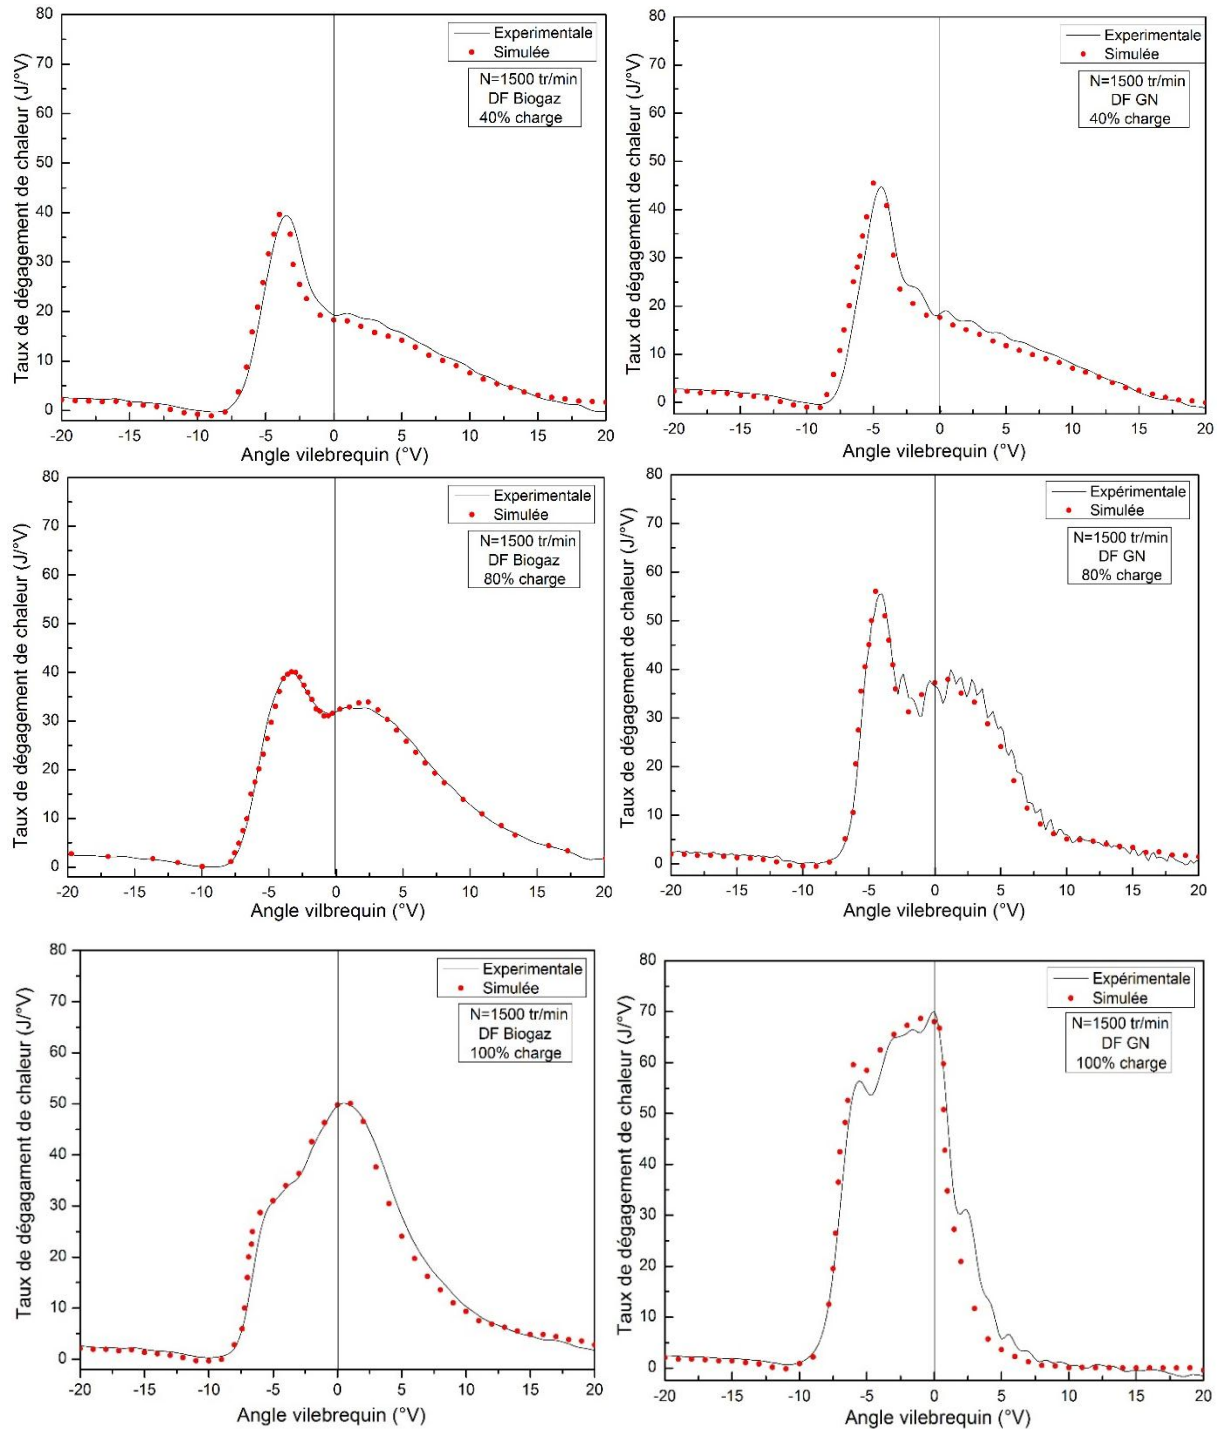 80
70
60
50
40
30
20
10
0
Taux de dégagement de chaleur (J/°V)
Experimentale
Simulée
N=1500 tr/min
DF Biogaz
40% charge
-20 -15 -10 -5 0 5 10 15 20
Angle vilebrequin (°V)
80
70
60
50
40
30
20
10
0
Taux de dégagement de chaleur (J/°V)
Experimentale
Simulée
N=1500 tr/min
DF GN
40% charge
-20 -15 -10 -5 0 5 10 15 20
Angle vilebrequin (°V)
80
70
60
50
40
30
20
10
0
Taux de dégagement de chaleur (J/°V)
Experimentale
Simulée
N=1500 tr/min
DF Biogaz
80% charge
-20 -15 -10 -5 0 5 10 15 20
Angle vilbrequin (°V)
80
70
60
50
40
30
20
10
0
Taux de dégagement de chaleur (J/°V)
Expérimentale
Simulée
N=1500 tr/min
DF GN
80% charge
-20 -15 -10 -5 0 5 10 15 20
Angle vilebrequin (°V)
80
70
60
50
40
30
20
10
0
Taux de dégagament de chaleur (J/°V)
Experimentale
Simulée
N=1500 tr/min
DF Biogaz
100% charge
-20 -15 -10 -5 0 5 10 15 20
Angle vilebrequin (°V)
80
70
60
50
40
30
20
10
0
Taux de dégagement de chaleur (J/°V)
Expérimentale
Simulée
N=1500 tr/min
DF GN
100% charge
-20 -15 -10 -5 0 5 10 15 20
Angle vilebrequin (°V)